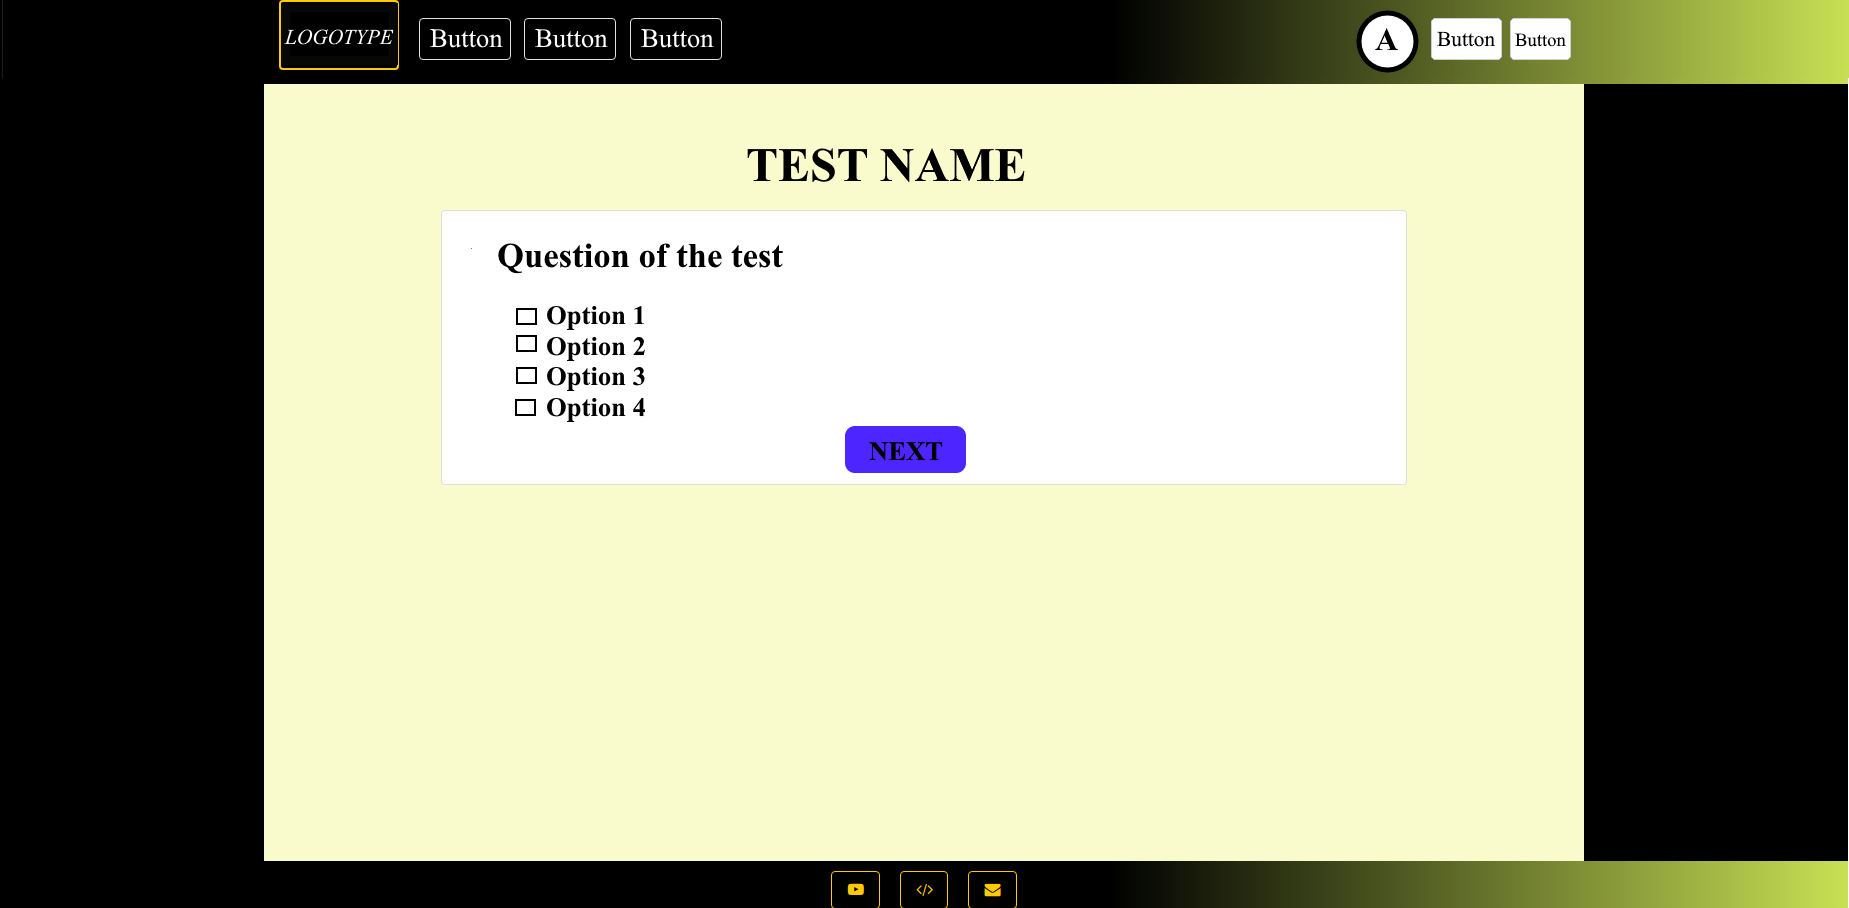 LOGOTYPE Button Button Button A Button Button
TEST NAME
Question of the test
Option 1
Option 2
Option 3
Option 4
NEXT